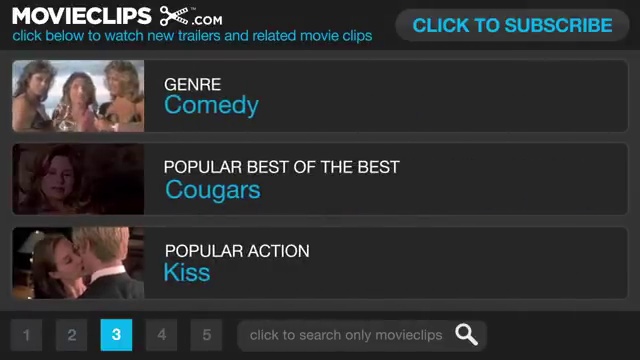 MOVIECLIPS .COM
click below to watch new trailers and related movie clips
CLICK TO SUBSCRIBE
GENRE
Comedy
POPULAR BEST OF THE BEST
Cougars
POPULAR ACTION
Kiss
1 2 3 4 5 click to search only movieclips